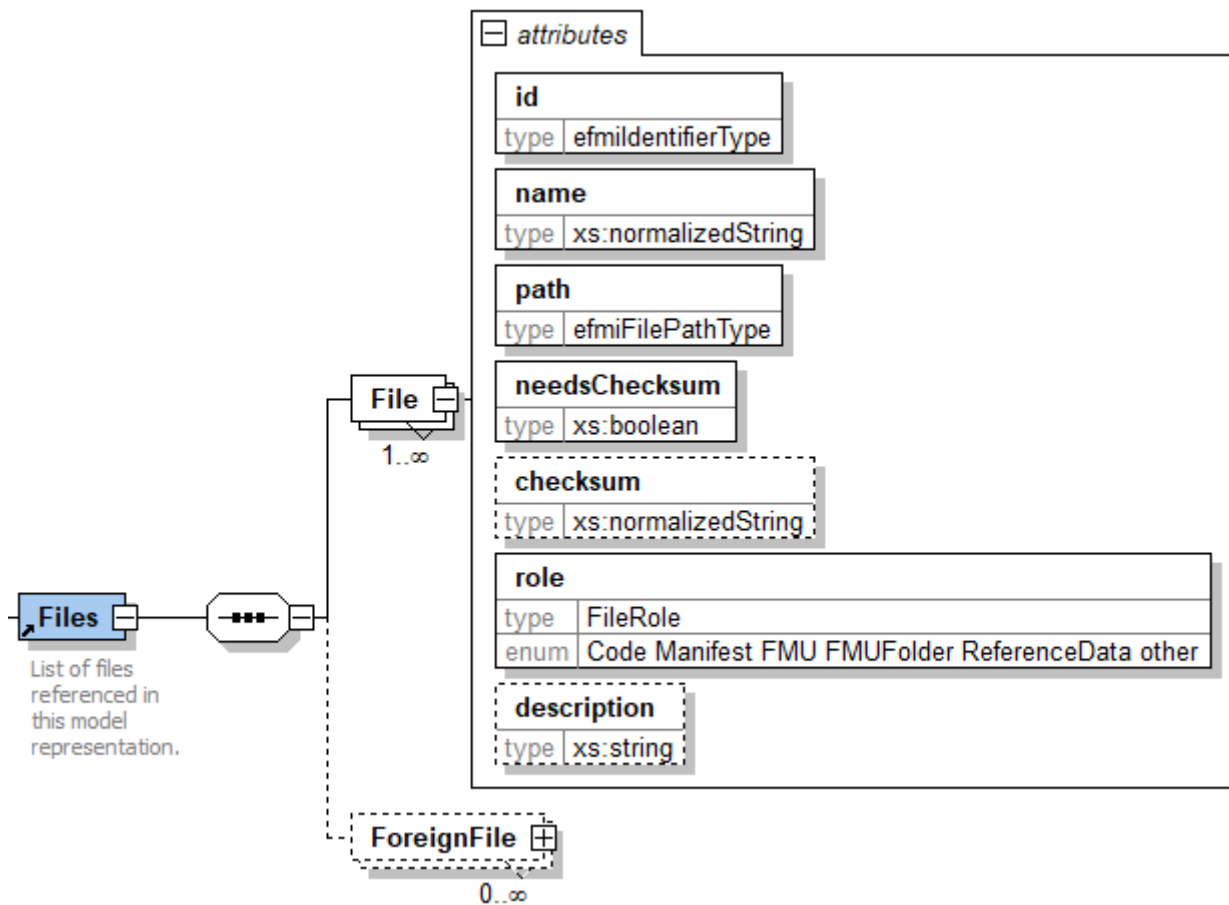 attributes
id
type efmiIdentifierType
name
type xs:normalizedString
path
type efmiFilePathType
needsChecksum
type xs:boolean
File
1..∞
checksum
type xs:normalizedString
role
type FileRole
enum Code Manifest FMU FMUFolder ReferenceData other
Files
List of files
referenced in
this model
representation.
description
type xs:string
ForeignFile
0..∞